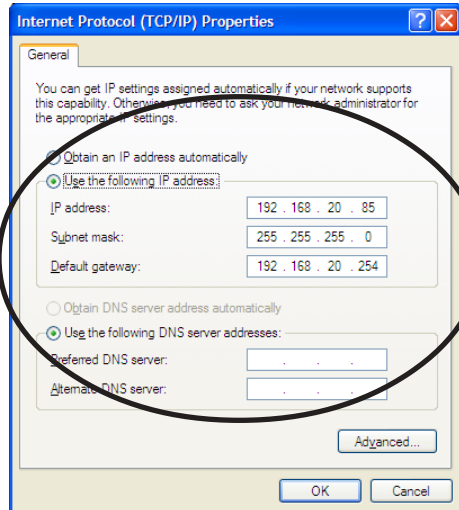 Internet Protocol (TCP/IP) Properties
General
You can get IP settings assigned automatically if your network supports
this capability. Otherwise, you need to ask your network administrator for
the appropriate IP settings.
Obtain an IP address automatically
Use the following IP address:
IP address: 192 . 168 . 20 . 85
Subnet mask: 255 . 255 . 255 . 0
Default gateway: 192 . 168 . 20 . 254
Obtain DNS server address automatically
Use the following DNS server addresses:
Preferred DNS server: . . .
Alternate DNS server: . . .
Advanced...
OK Cancel